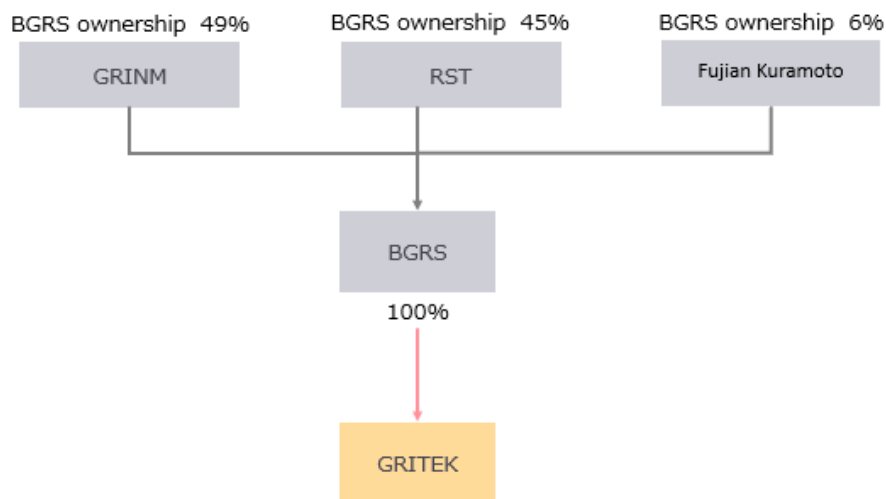 BGRS ownership 49%
BGRS ownership 45%
BGRS ownership 6%
GRINM
RST
Fujian Kuramoto
BGRS
100%
GRITEK